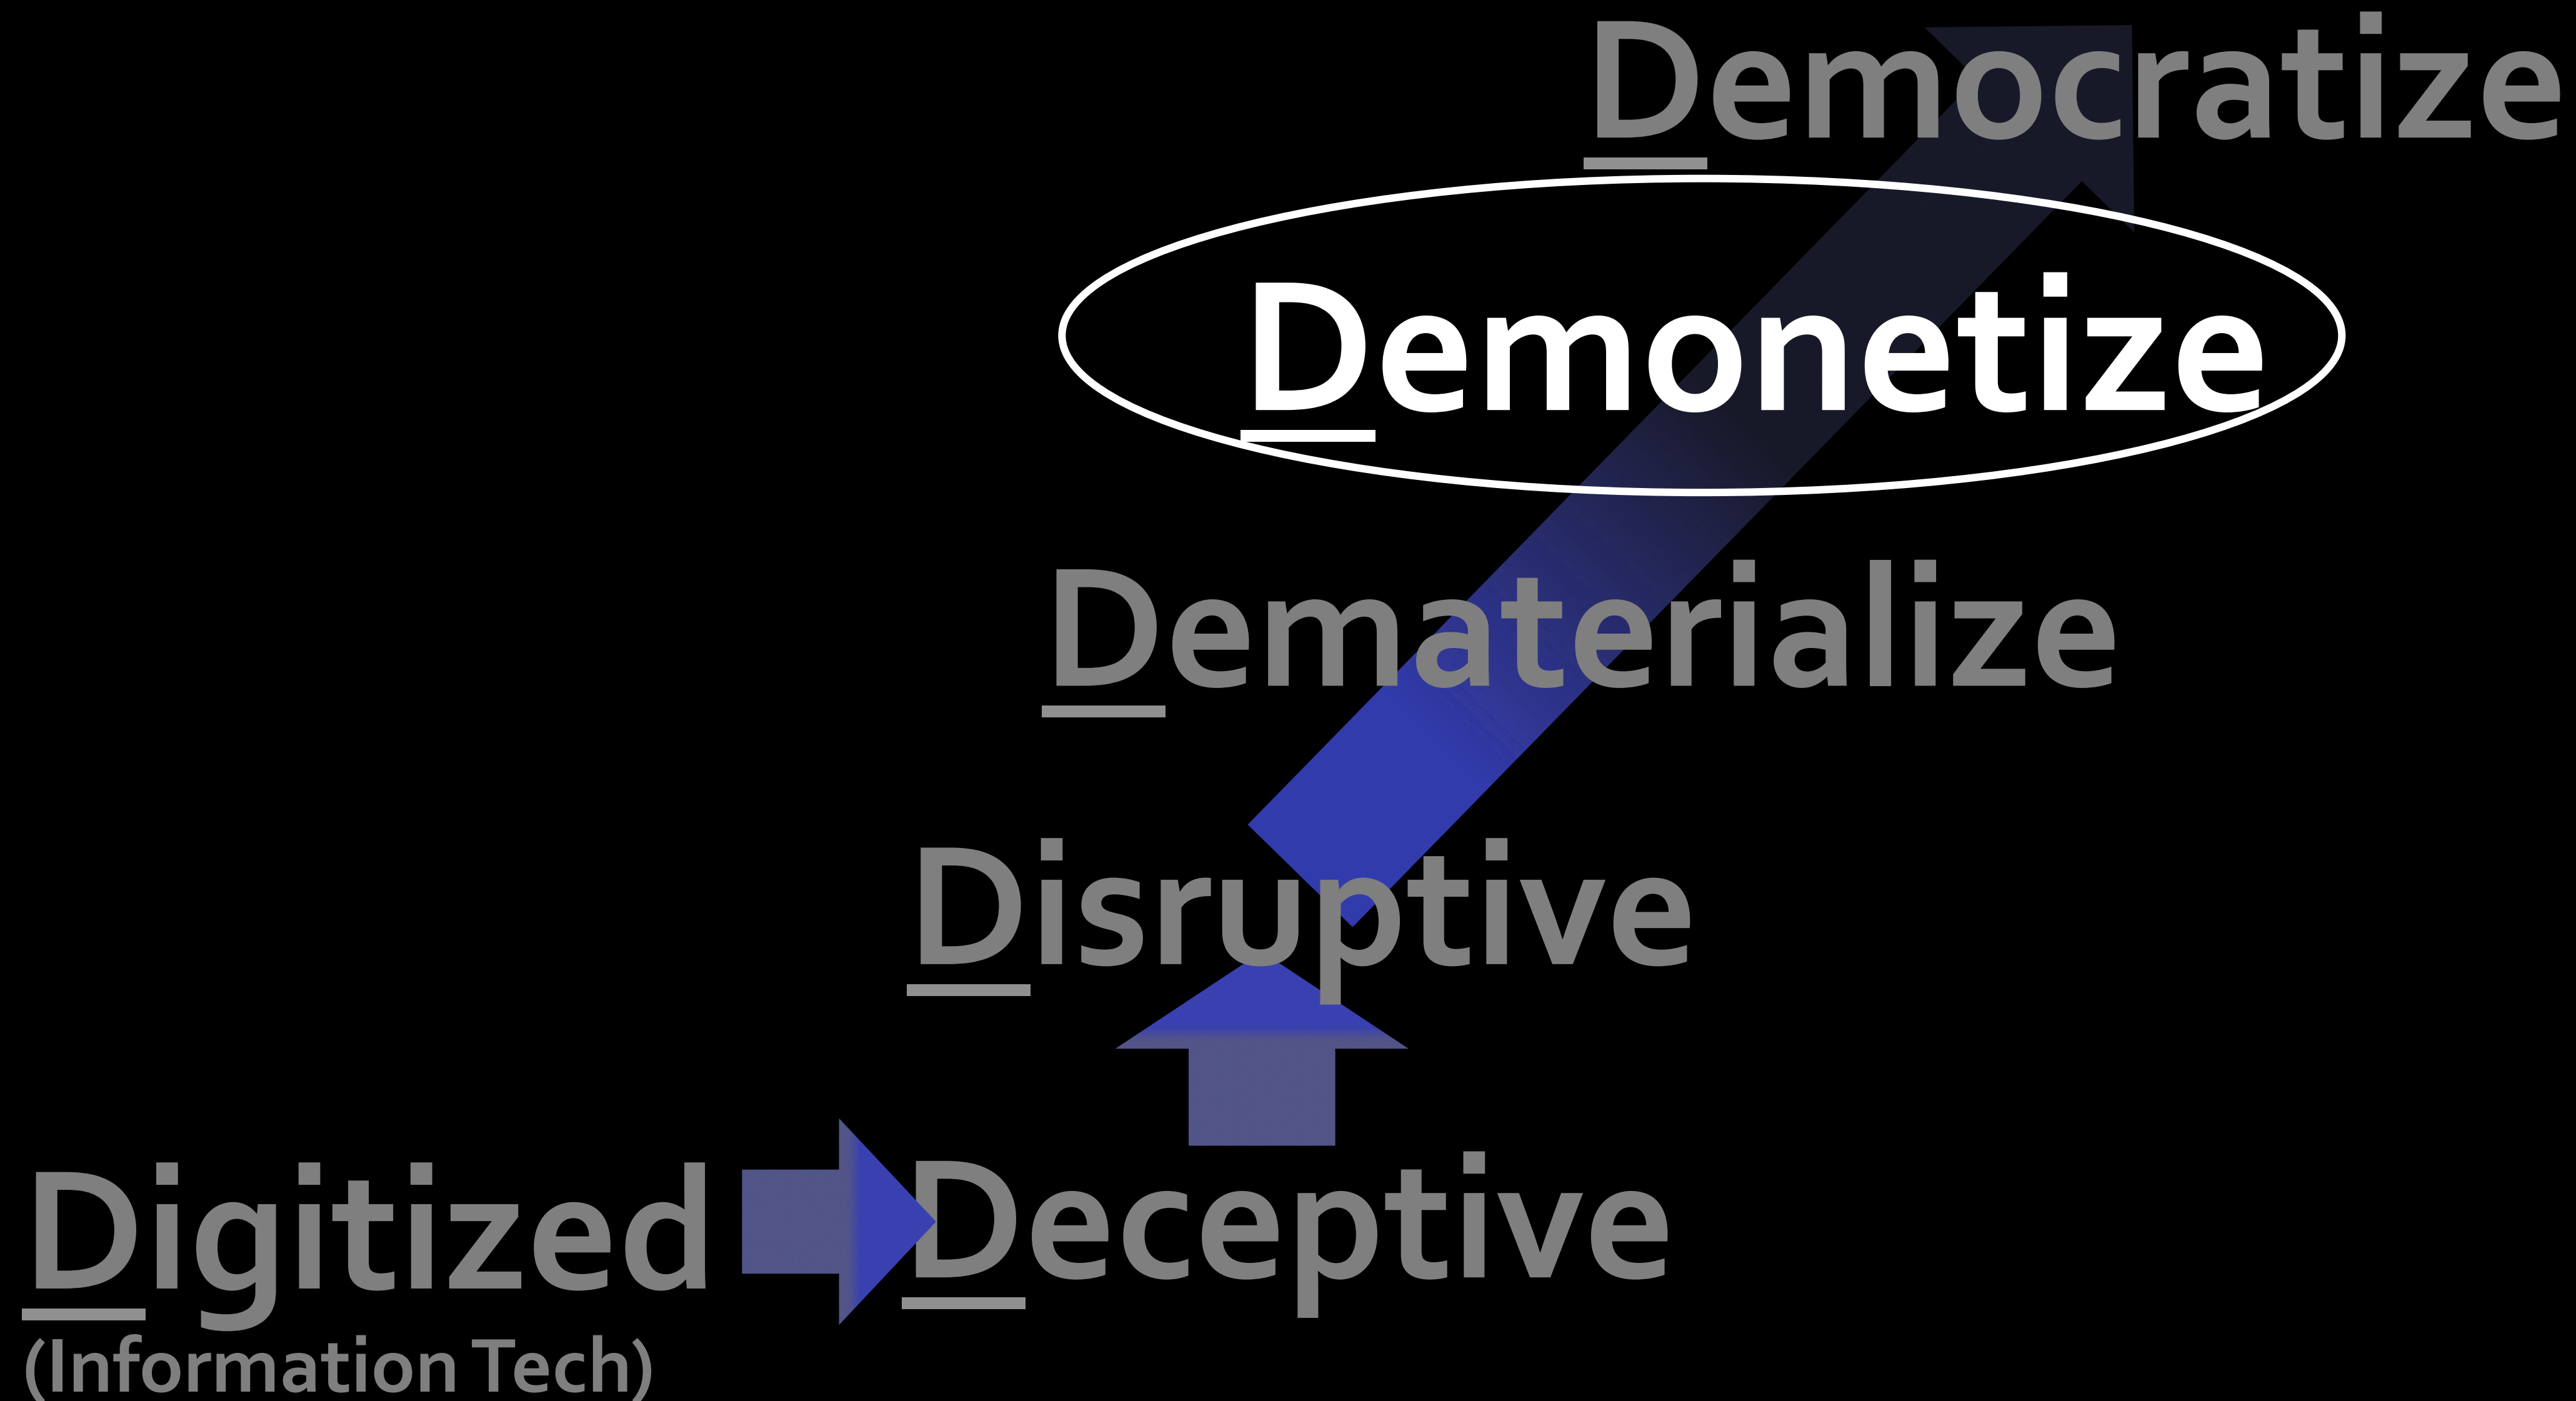 Democratize
Demonetize
Dematerialize
Disruptive
Digitized
Deceptive
(Information Tech)